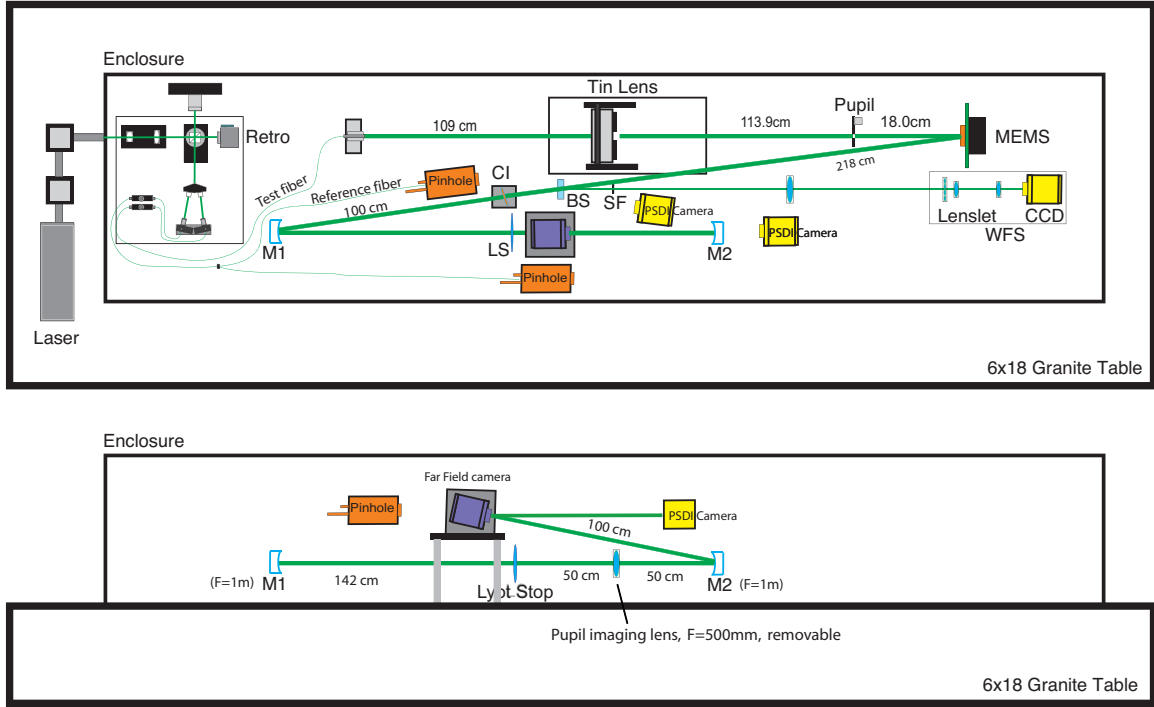 Enclosure
Tin Lens
Pupil
Retro
109 cm
113.9cm
18.0cm
MEMS
218 cm
Test fiber
Reference fiber
Pinhole
CI
100 cm
BS
SF
PSDI Camera
Lenslet
CCD
WFS
M1
LS
M2
PSDI Camera
Pinhole
Laser
6x18 Granite Table
Enclosure
Far Field camera
Pinhole
PSDI Camera
100 cm
(F=1m)
M1
142 cm
Lyot Stop
50 cm
50 cm
M2
(F=1m)
Pupil imaging lens, F=500mm, removable
6x18 Granite Table